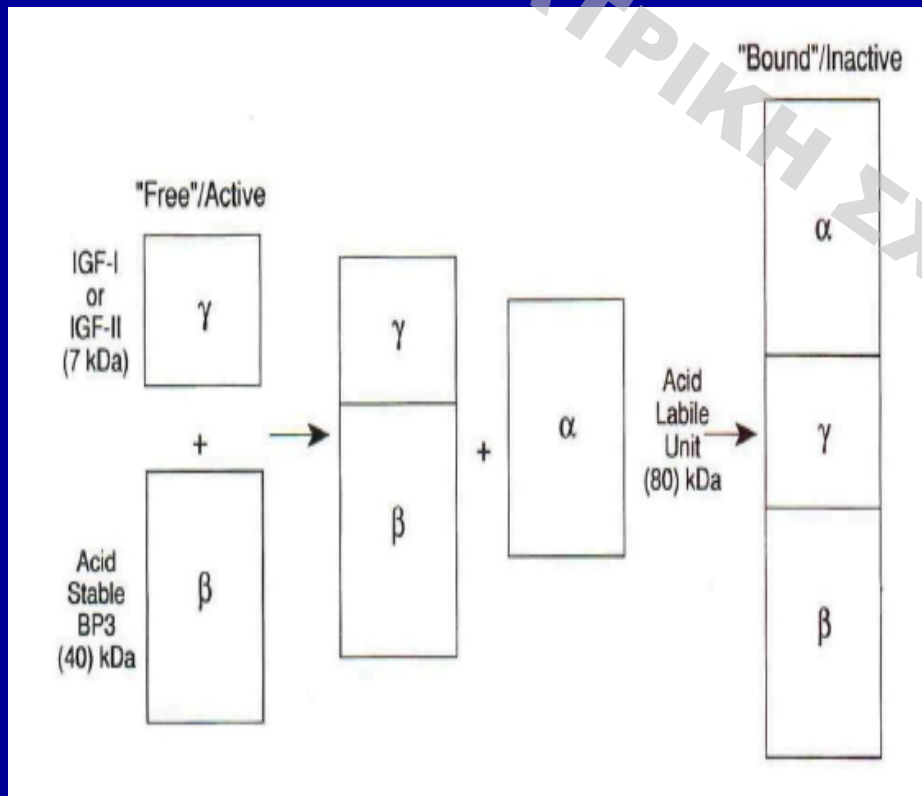 "Bound"/Inactive
"Free"/Active
IGF-I
or
IGF-II
(7 kDa)
γ
+
Acid
Stable
BP3
(40) kDa
β
γ
β
+
α
Acid
Labile
Unit
(80) kDa
α
γ
β